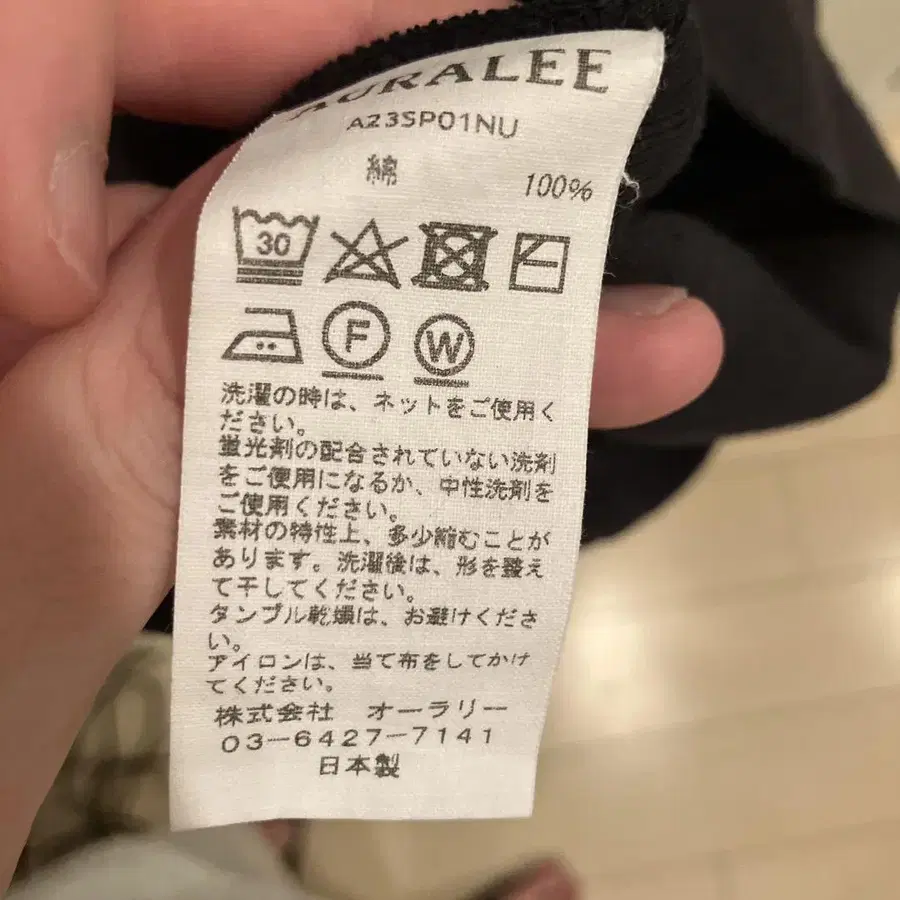 AURALEE
A23SP01NU
綿 100%
30
F W
洗濯の時は、ネットをご使用く
ださい。
蛍光剤の配合されていない洗剤
をご使用になるか、中性洗剤を
ご使用ください。
素材の特性上、多少縮むことが
あります。洗濯後は、形を整え
て干してください。
タンブル乾燥は、お避けくださ
い。
アイロンは、当て布をしてかけ
てください。
株式会社 オーラリー
03-6427-7141
日本製